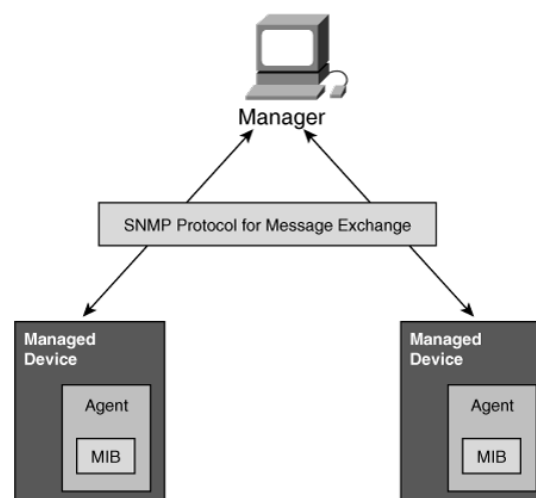 Manager
SNMP Protocol for Message Exchange
Managed
Device
Agent
MIB
Managed
Device
Agent
MIB